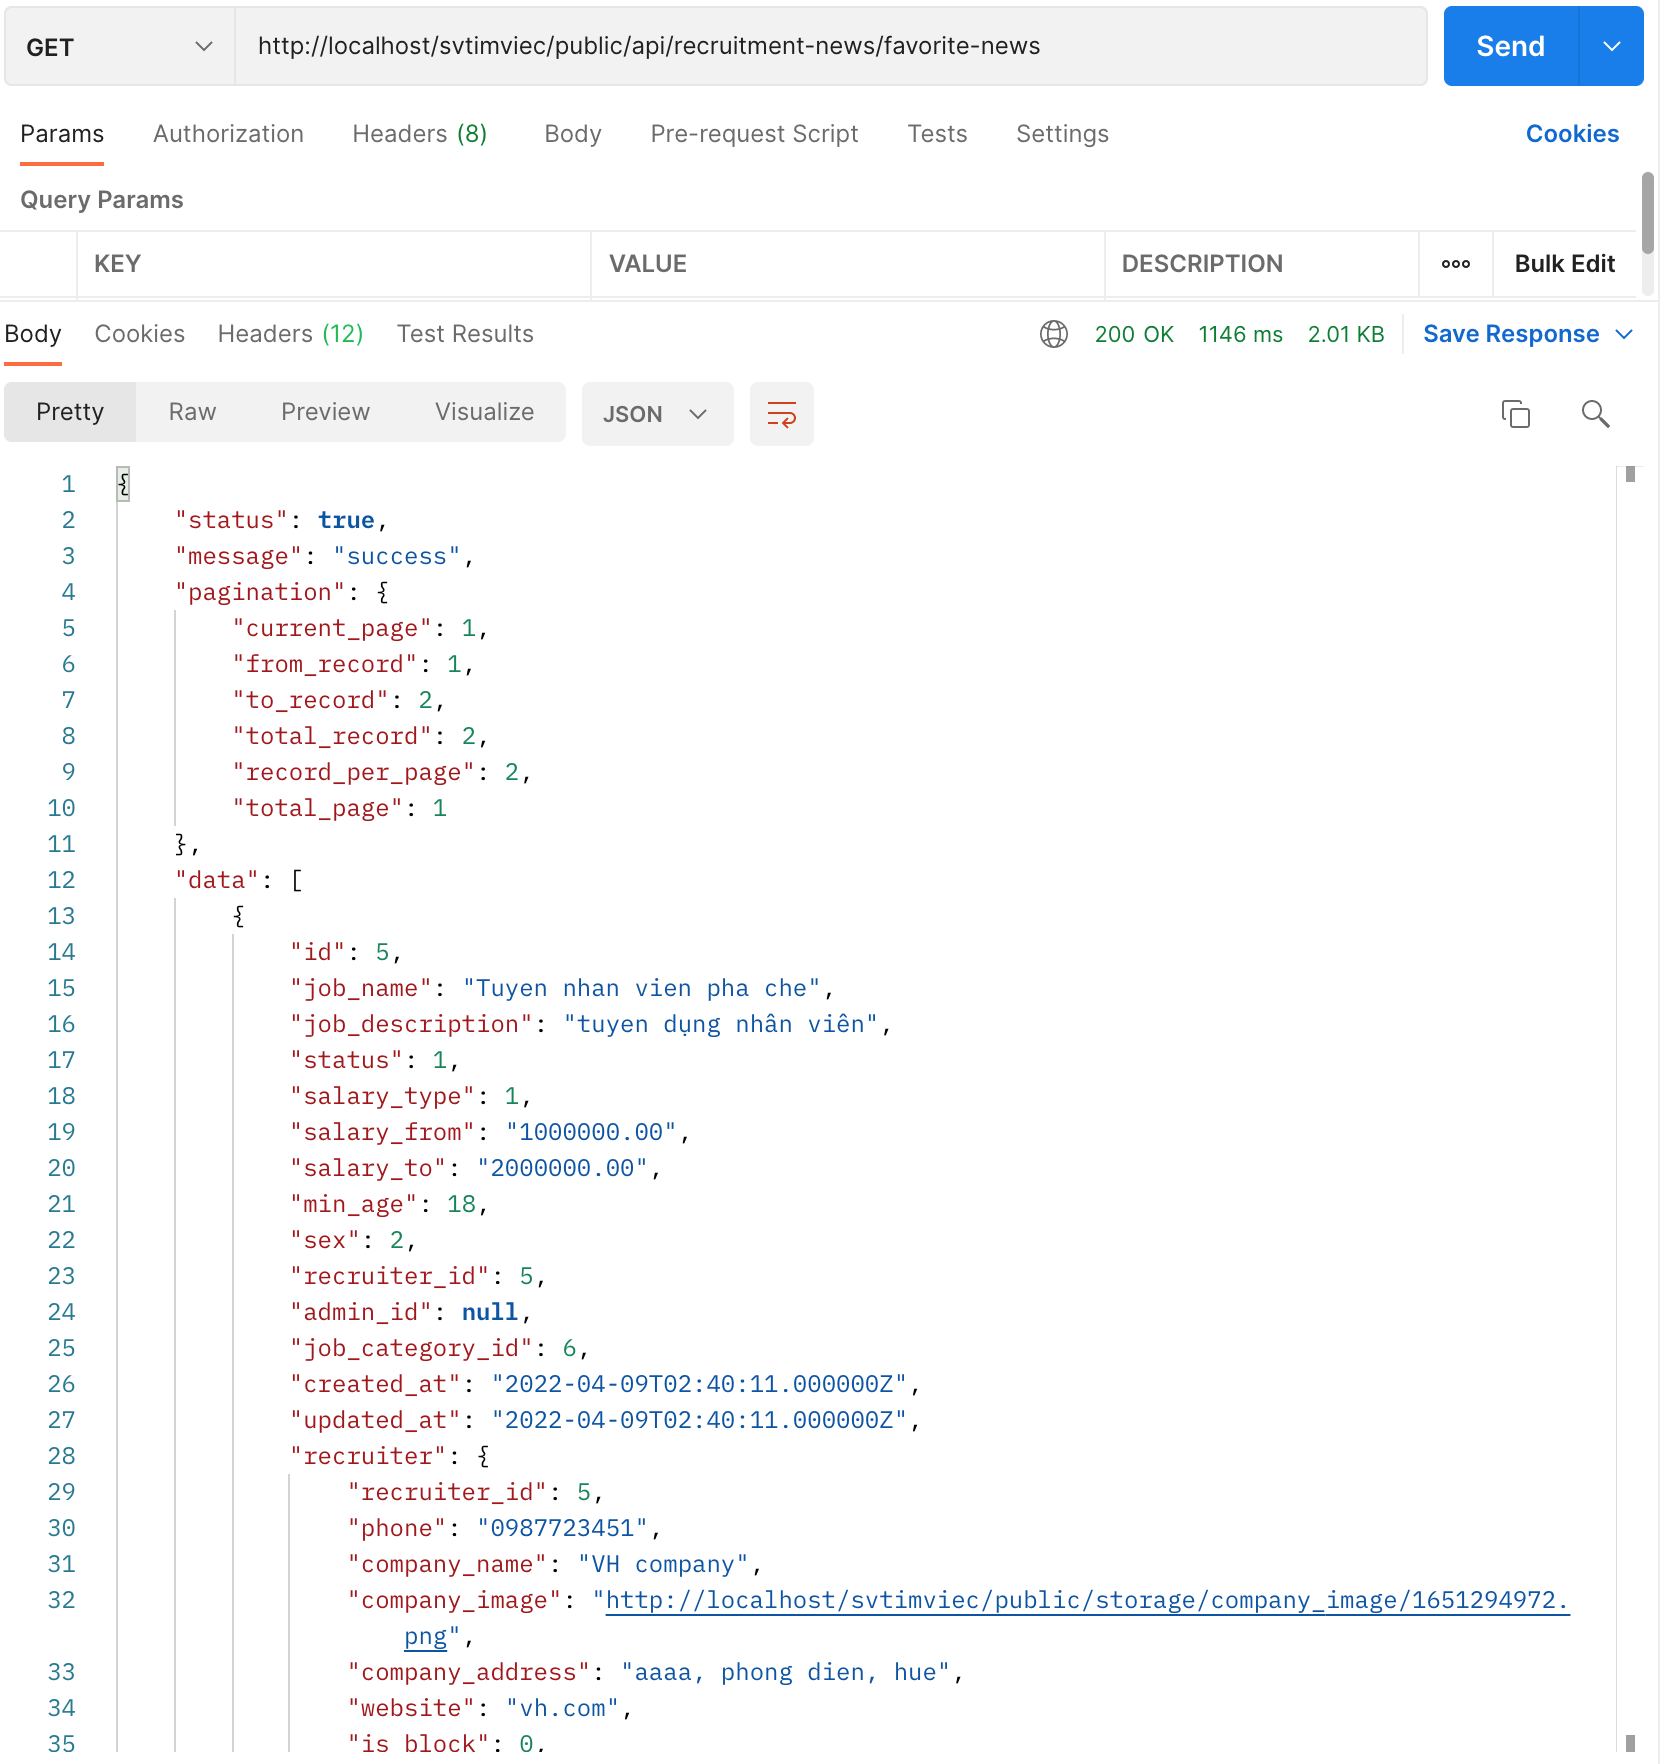 GET http://localhost/svtimviec/public/api/recruitment-news/favorite-news Send
Params Authorization Headers (8) Body Pre-request Script Tests Settings Cookies
Query Params
KEY VALUE DESCRIPTION ooo Bulk Edit
Body Cookies Headers (12) Test Results 200 OK 1146 ms 2.01 KB Save Response
Pretty Raw Preview Visualize JSON
1 {
2 "status": true,
3 "message": "success",
4 "pagination": {
5 "current_page": 1,
6 "from_record": 1,
7 "to_record": 2,
8 "total_record": 2,
9 "record_per_page": 2,
10 "total_page": 1
11 },
12 "data": [
13 {
14 "id": 5,
15 "job_name": "Tuyen nhan vien pha che",
16 "job_description": "tuyen dụng nhân viên",
17 "status": 1,
18 "salary_type": 1,
19 "salary_from": "1000000.00",
20 "salary_to": "2000000.00",
21 "min_age": 18,
22 "sex": 2,
23 "recruiter_id": 5,
24 "admin_id": null,
25 "job_category_id": 6,
26 "created_at": "2022-04-09T02:40:11.000000Z",
27 "updated_at": "2022-04-09T02:40:11.000000Z",
28 "recruiter": {
29 "recruiter_id": 5,
30 "phone": "0987723451",
31 "company_name": "VH company",
32 "company_image": "http://localhost/svtimviec/public/storage/company_image/1651294972.
png",
33 "company_address": "aaaa, phong dien, hue",
34 "website": "vh.com",
35 "is_block": 0,